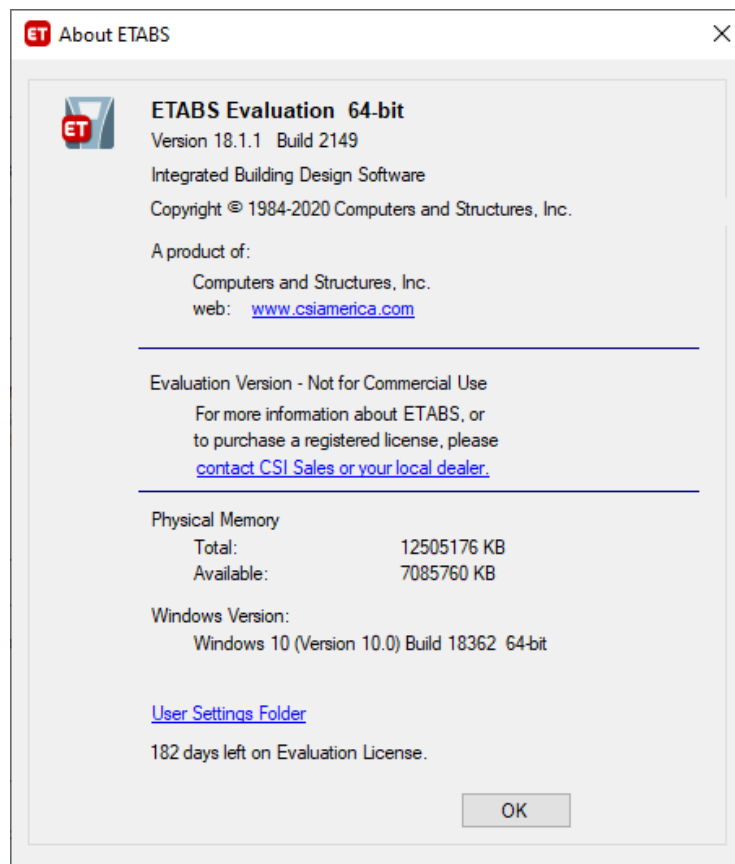 ET About ETABS
ET
ETABS Evaluation 64-bit
Version 18.1.1 Build 2149
Integrated Building Design Software
Copyright © 1984-2020 Computers and Structures, Inc.
A product of:
Computers and Structures, Inc.
web: www.csiamerica.com
Evaluation Version - Not for Commercial Use
For more information about ETABS, or
to purchase a registered license, please
contact CSI Sales or your local dealer.
Physical Memory
Total: 12505176 KB
Available: 7085760 KB
Windows Version:
Windows 10 (Version 10.0) Build 18362 64-bit
User Settings Folder
182 days left on Evaluation License.
OK